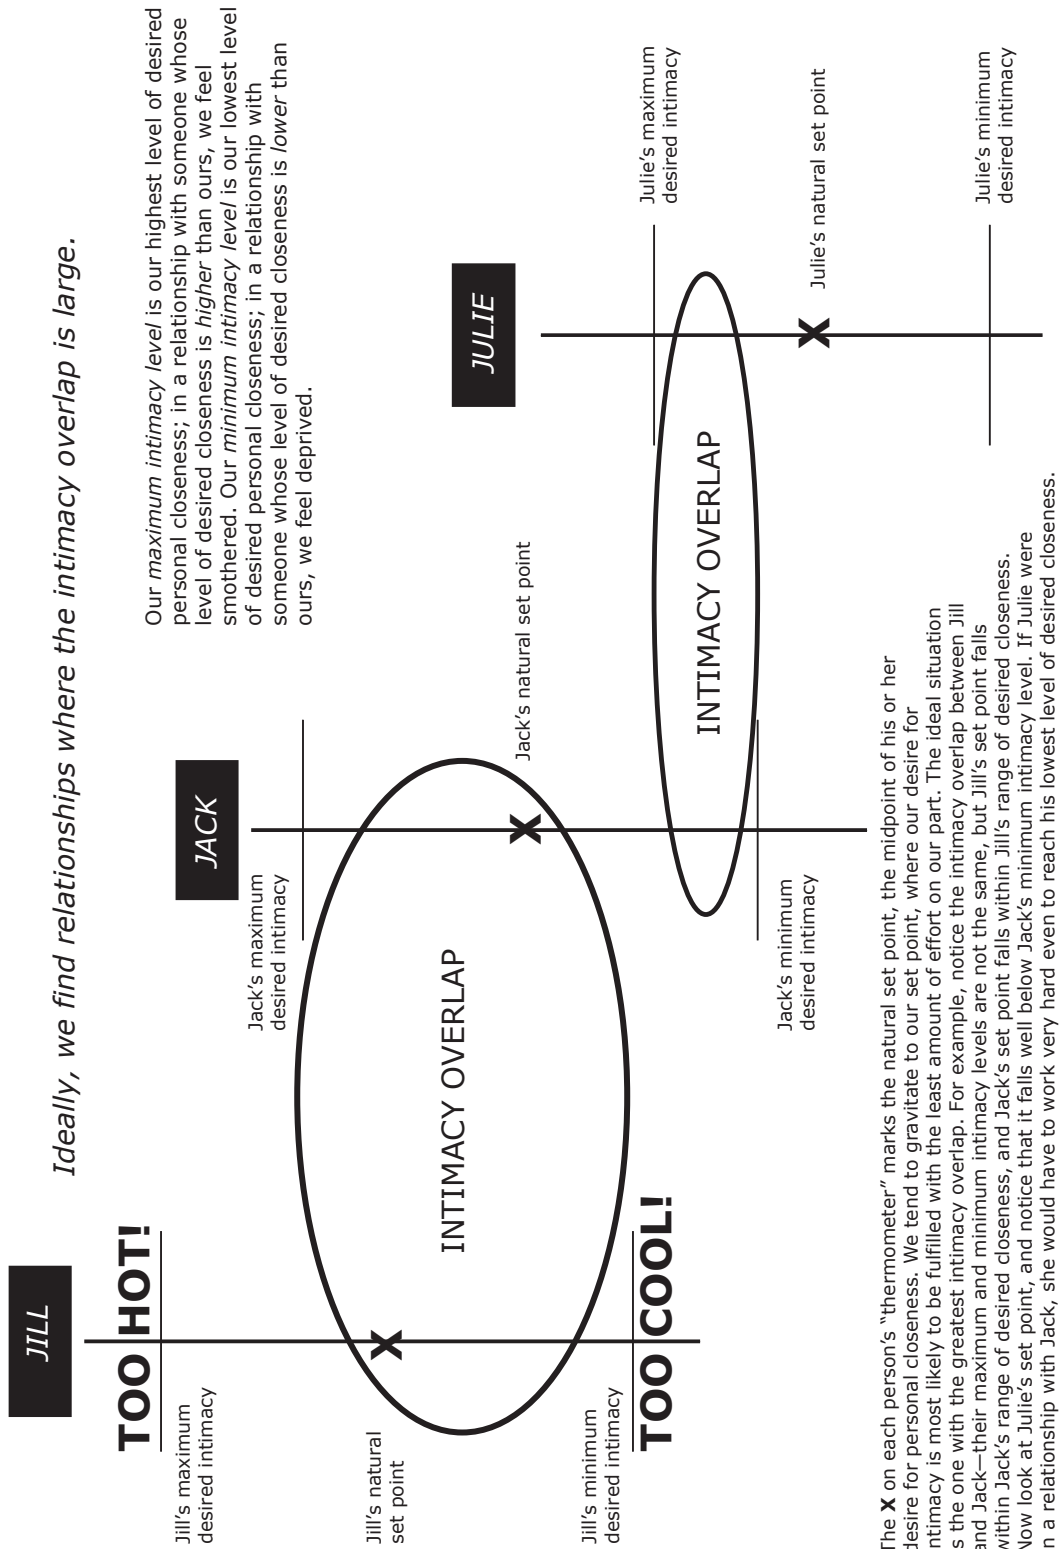 Ideally, we find relationships where the intimacy overlap is large.
JILL
TOO HOT!
Jill's maximum
desired intimacy
Jill's natural
set point
Jill's minimum
desired intimacy
TOO COOL!
INTIMACY OVERLAP
JACK
Jack's maximum
desired intimacy
Jack's natural set point
Jack's minimum
desired intimacy
Our maximum intimacy level is our highest level of desired
personal closeness; in a relationship with someone whose
level of desired closeness is higher than ours, we feel
smothered. Our minimum intimacy level is our lowest level
of desired personal closeness; in a relationship with
someone whose level of desired closeness is lower than
ours, we feel deprived.
INTIMACY OVERLAP
JULIE
Julie's maximum
desired intimacy
Julie's natural set point
Julie's minimum
desired intimacy
The X on each person's “thermometer” marks the natural set point, the midpoint of his or her
desire for personal closeness. We tend to gravitate to our set point, where our desire for
ntimacy is most likely to be fulfilled with the least amount of effort on our part. The ideal situation
s the one with the greatest intimacy overlap. For example, notice the intimacy overlap between Jill
and Jack—their maximum and minimum intimacy levels are not the same, but Jill's set point falls
within Jack's range of desired closeness, and Jack's set point falls within Jill's range of desired closeness.
Now look at Julie's set point, and notice that it falls well below Jack's minimum intimacy level. If Julie were
n a relationship with Jack, she would have to work very hard even to reach his lowest level of desired closeness.